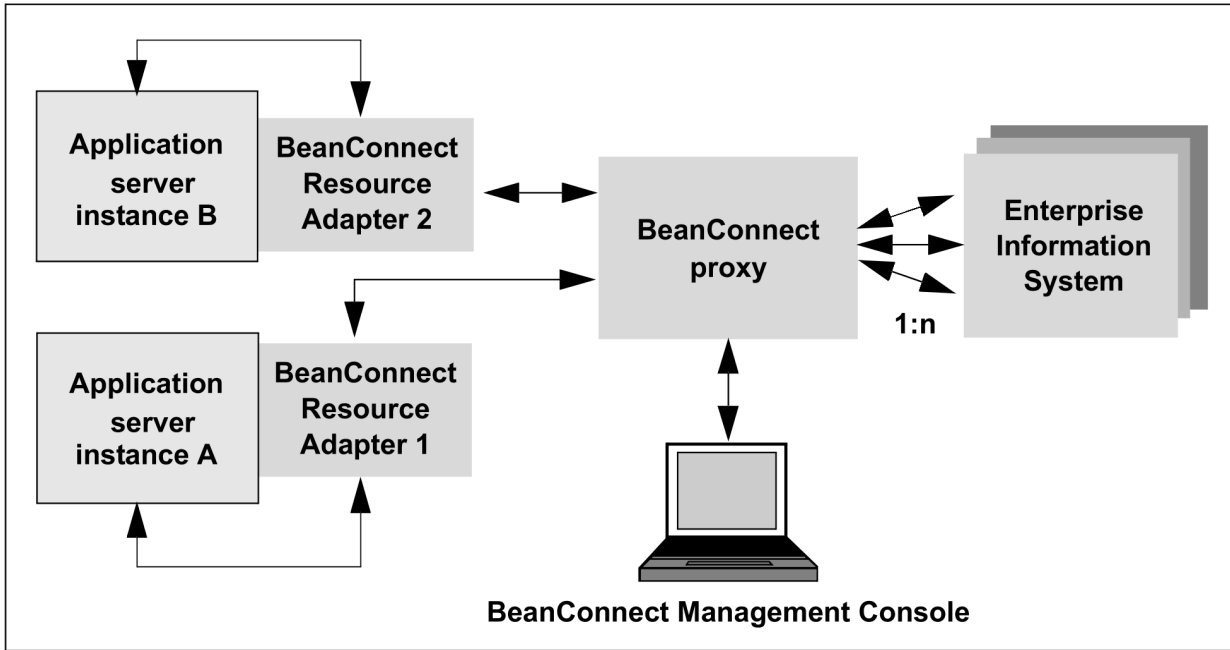 Application
server
instance B
BeanConnect
Resource
Adapter 2
BeanConnect
proxy
Enterprise
Information
System
1:n
Application
server
instance A
BeanConnect
Resource
Adapter 1
BeanConnect Management Console